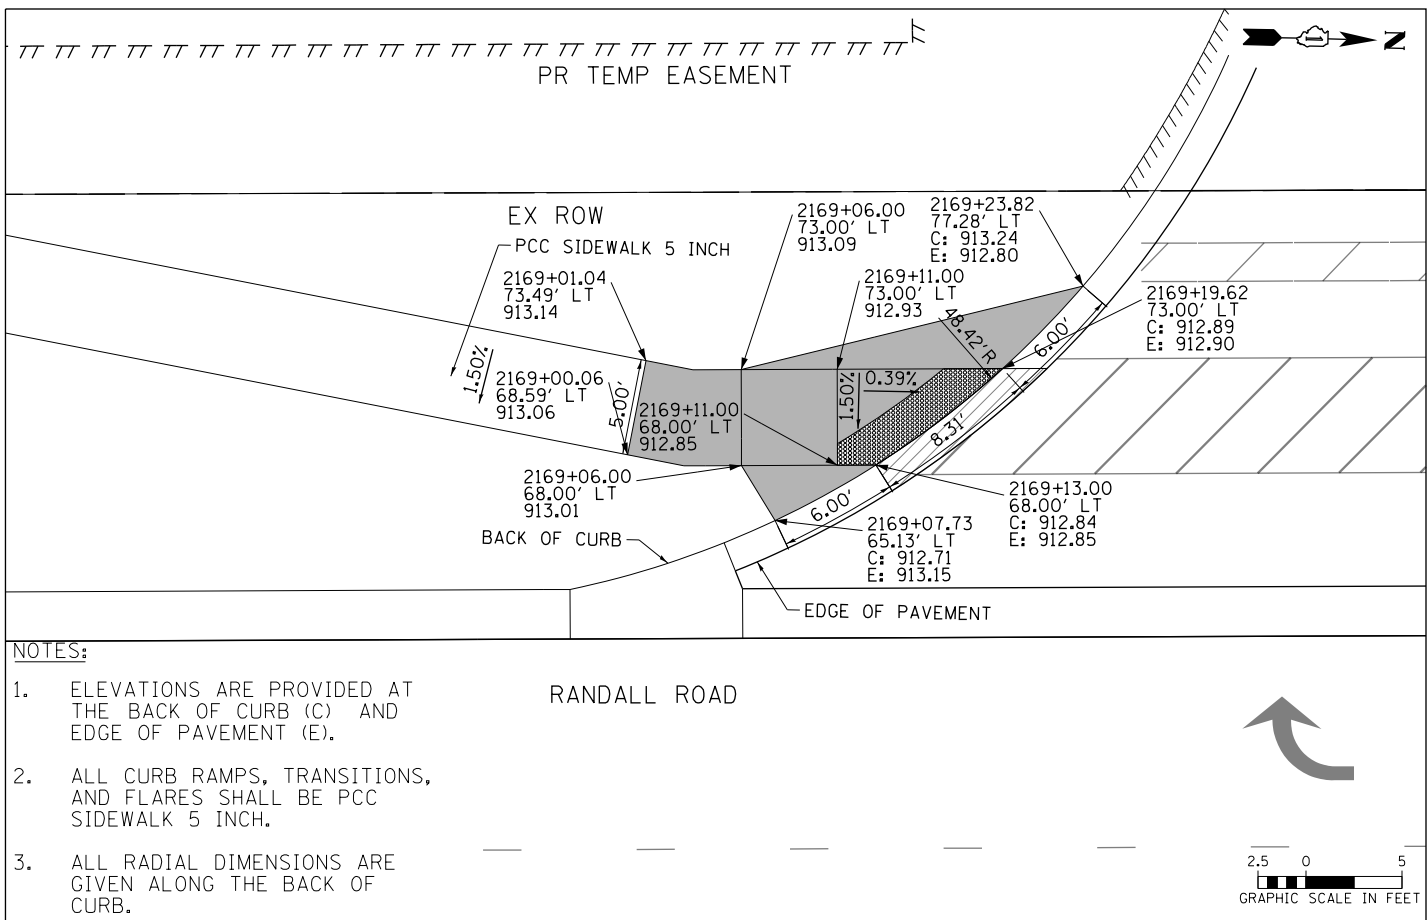 N
PR TEMP EASEMENT
EX ROW
PCC SIDEWALK 5 INCH
2169+01.04
73.49' LT
913.14
2169+06.00
73.00' LT
913.09
2169+23.82
77.28' LT
C: 913.24
E: 912.80
2169+11.00
73.00' LT
912.93
2169+19.62
73.00' LT
C: 912.89
E: 912.90
48.42'R
6.00'
1.50%
2169+00.06
68.59' LT
913.06
5.00'
2169+11.00
68.00' LT
912.85
1.50%
0.39%
8.31'
2169+06.00
68.00' LT
913.01
6.00'
2169+13.00
68.00' LT
C: 912.84
E: 912.85
2169+07.73
65.13' LT
C: 912.71
E: 913.15
BACK OF CURB
EDGE OF PAVEMENT
NOTES:
1. ELEVATIONS ARE PROVIDED AT
THE BACK OF CURB (C) AND
EDGE OF PAVEMENT (E).
2. ALL CURB RAMPS, TRANSITIONS,
AND FLARES SHALL BE PCC
SIDEWALK 5 INCH.
3. ALL RADIAL DIMENSIONS ARE
GIVEN ALONG THE BACK OF
CURB.
RANDALL ROAD
2.5 0 5
GRAPHIC SCALE IN FEET